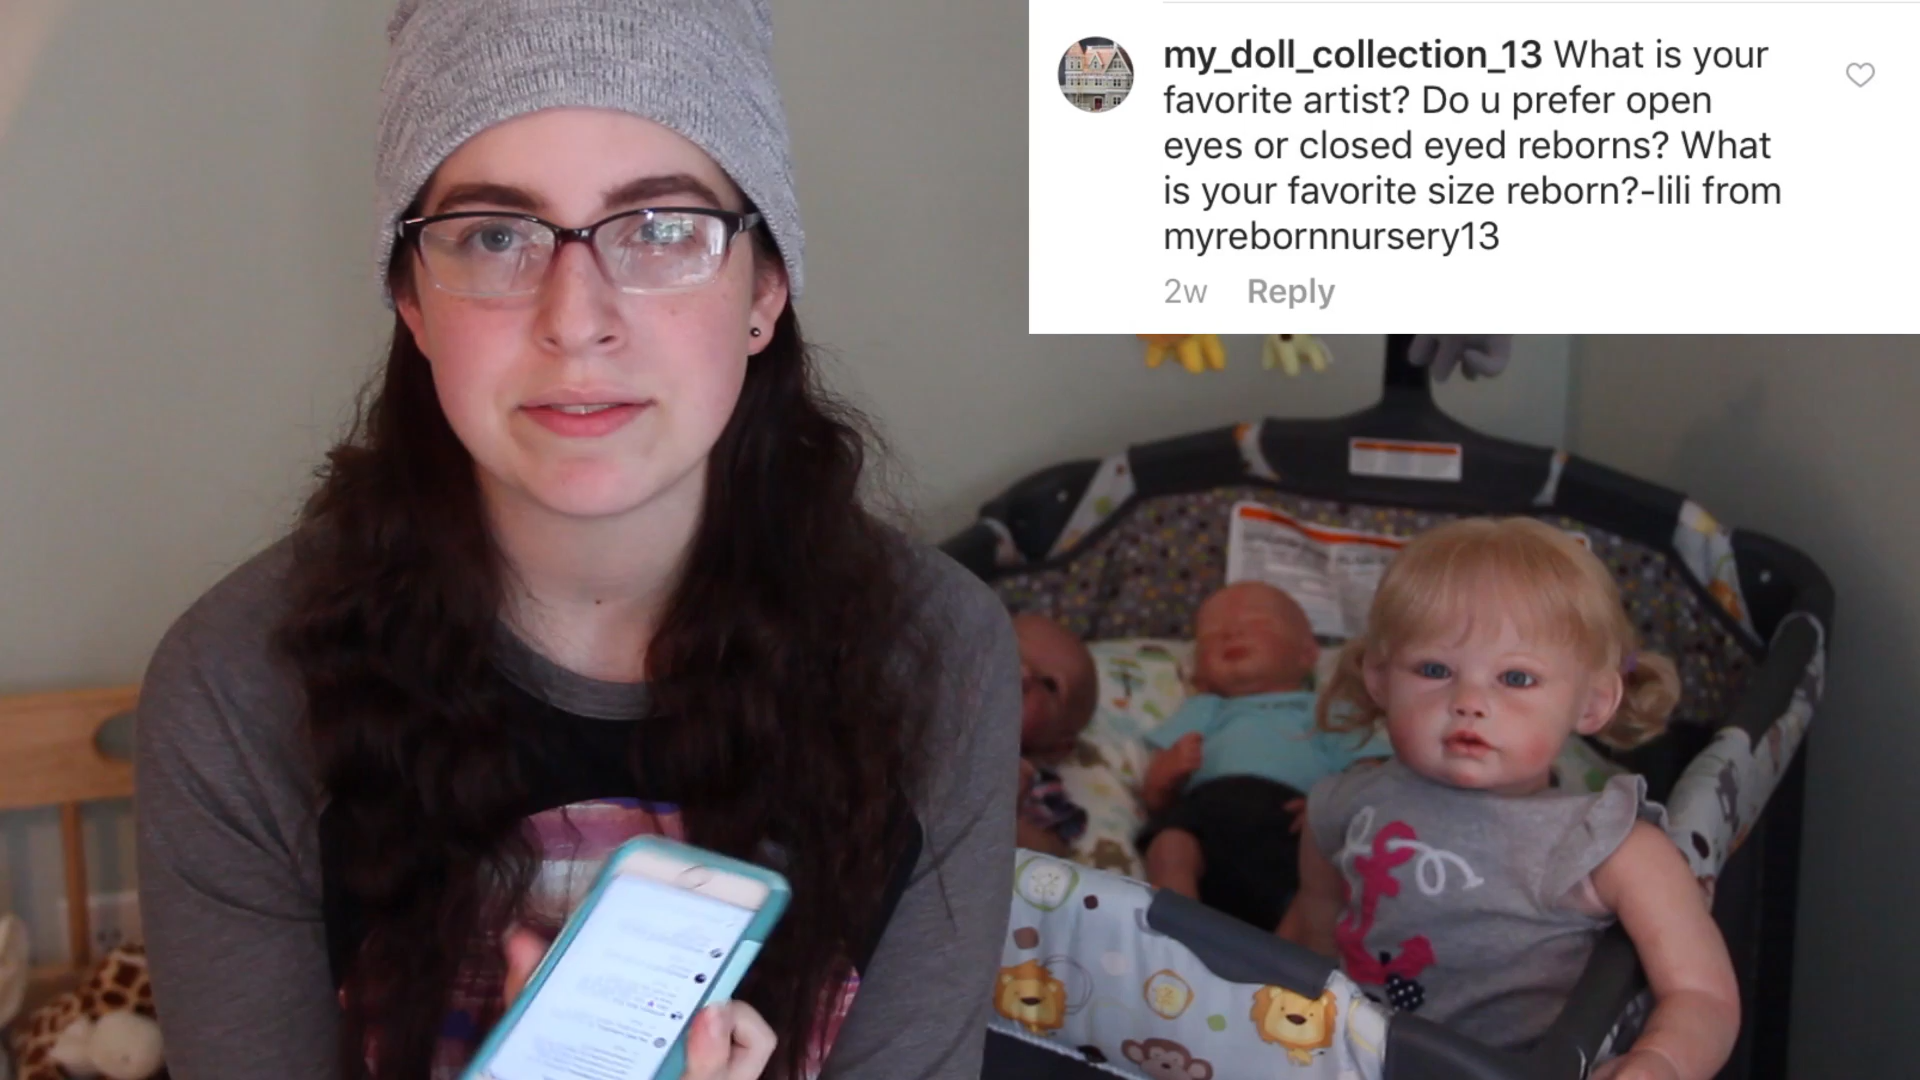 my_doll_collection_13 What is your
favorite artist? Do u prefer open
eyes or closed eyed reborns? What
is your favorite size reborn?-lili from
myrebornnursery13
2w Reply